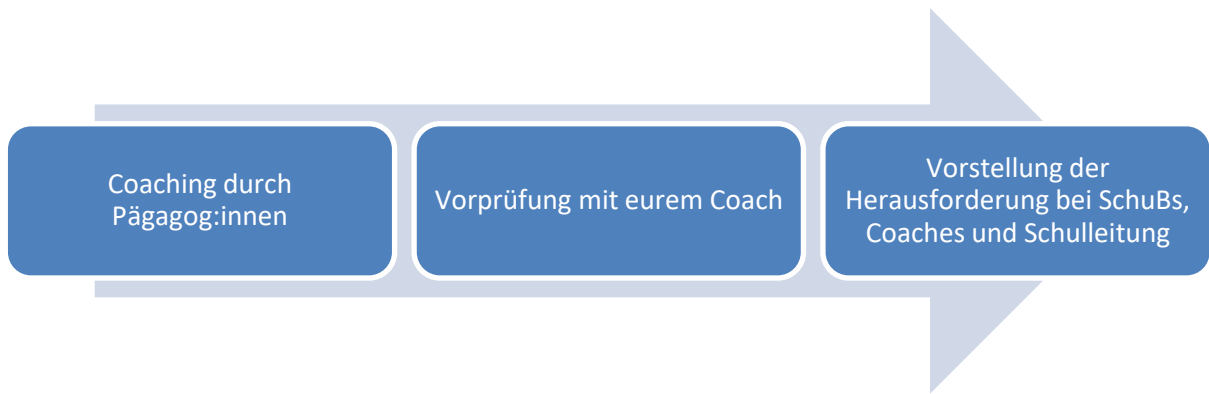 Coaching durch
Pägagog:innen
Vorprüfung mit eurem Coach
Vorstellung der
Herausforderung bei SchuBs,
Coaches und Schulleitung